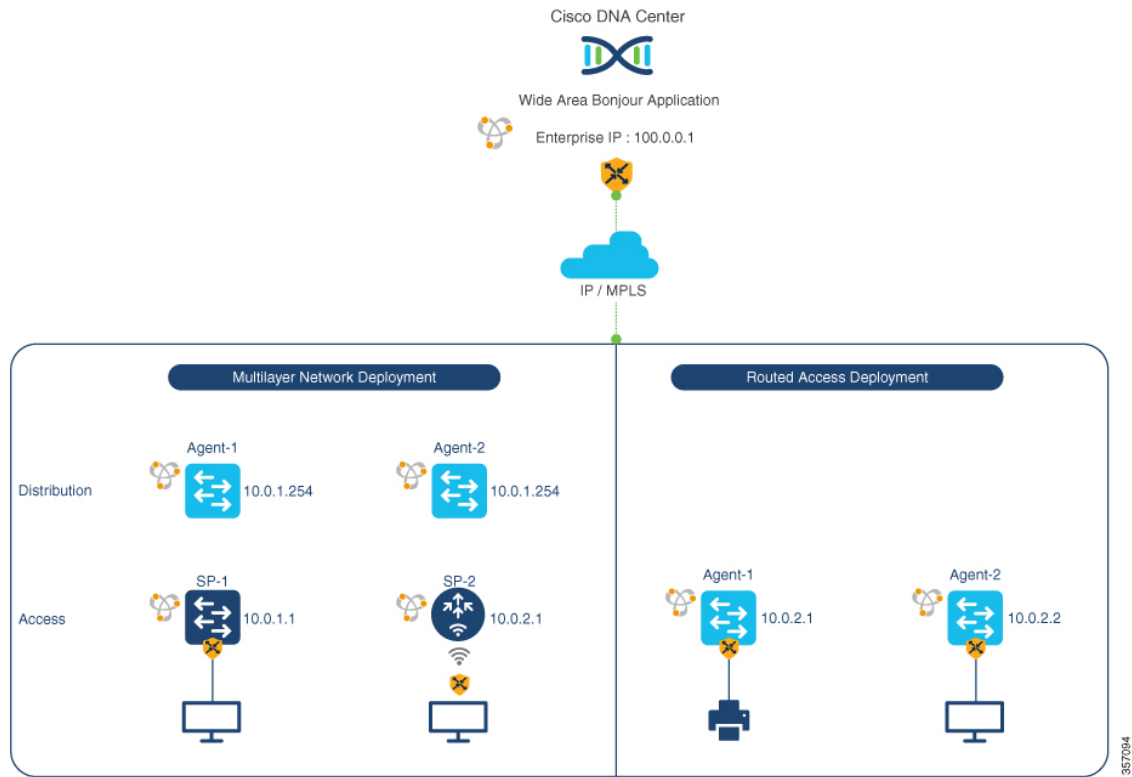 Cisco DNA Center
Wide Area Bonjour Application
Enterprise IP : 100.0.0.1
IP / MPLS
Multilayer Network Deployment
Routed Access Deployment
Agent-1
Agent-2
Distribution
10.0.1.254
10.0.1.254
SP-1
SP-2
Agent-1
Agent-2
Access
10.0.1.1
10.0.2.1
10.0.2.1
10.0.2.2
357094